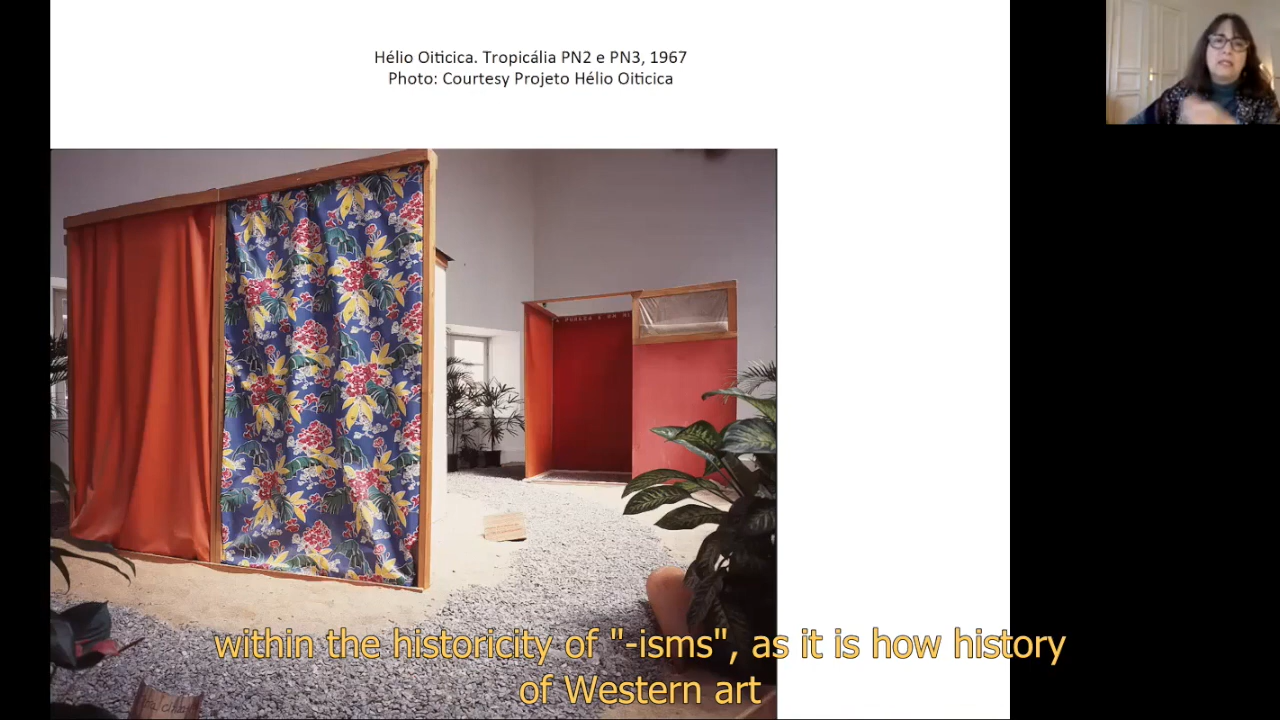 Hélio Oiticica. Tropicália PN2 e PN3, 1967
Photo: Courtesy Projeto Hélio Oiticica
within the historicity of "-isms", as it is how history
of Western art